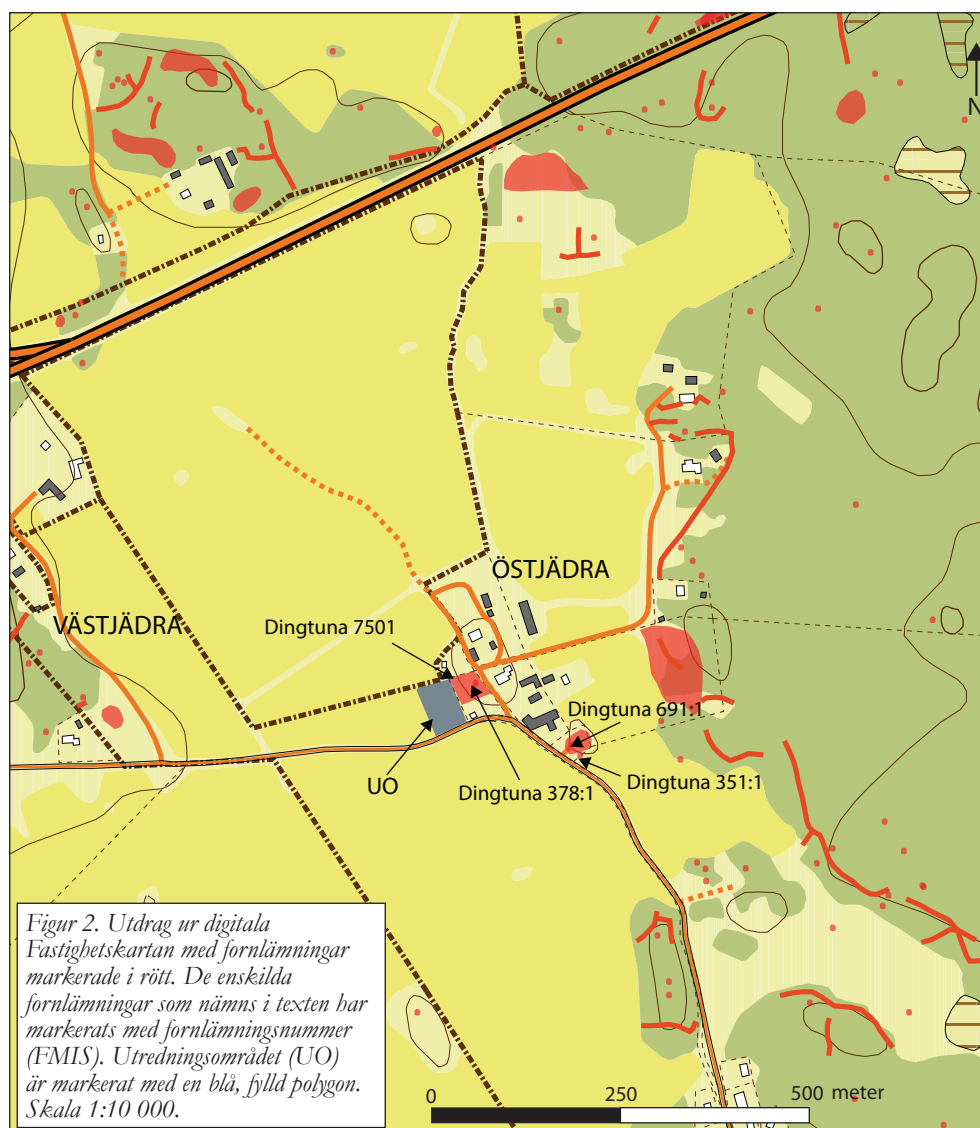 N
ÖSTJÄDRA
VÄSTJÄDRA
Dingtuna 7501
Dingtuna 691:1
UO
Dingtuna 378:1
Dingtuna 351:1
Figur 2. Utdrag ur digitala
Fastighetskartan med fornlämningar
markerade i rött. De enskilda
fornlämningar som nämns i texten har
markerats med fornlämningsnummer
(FMIS). Utredningsområdet (UO)
är markerat med en blå, fylld polygon.
Skala 1:10 000.
0 250 500 meter